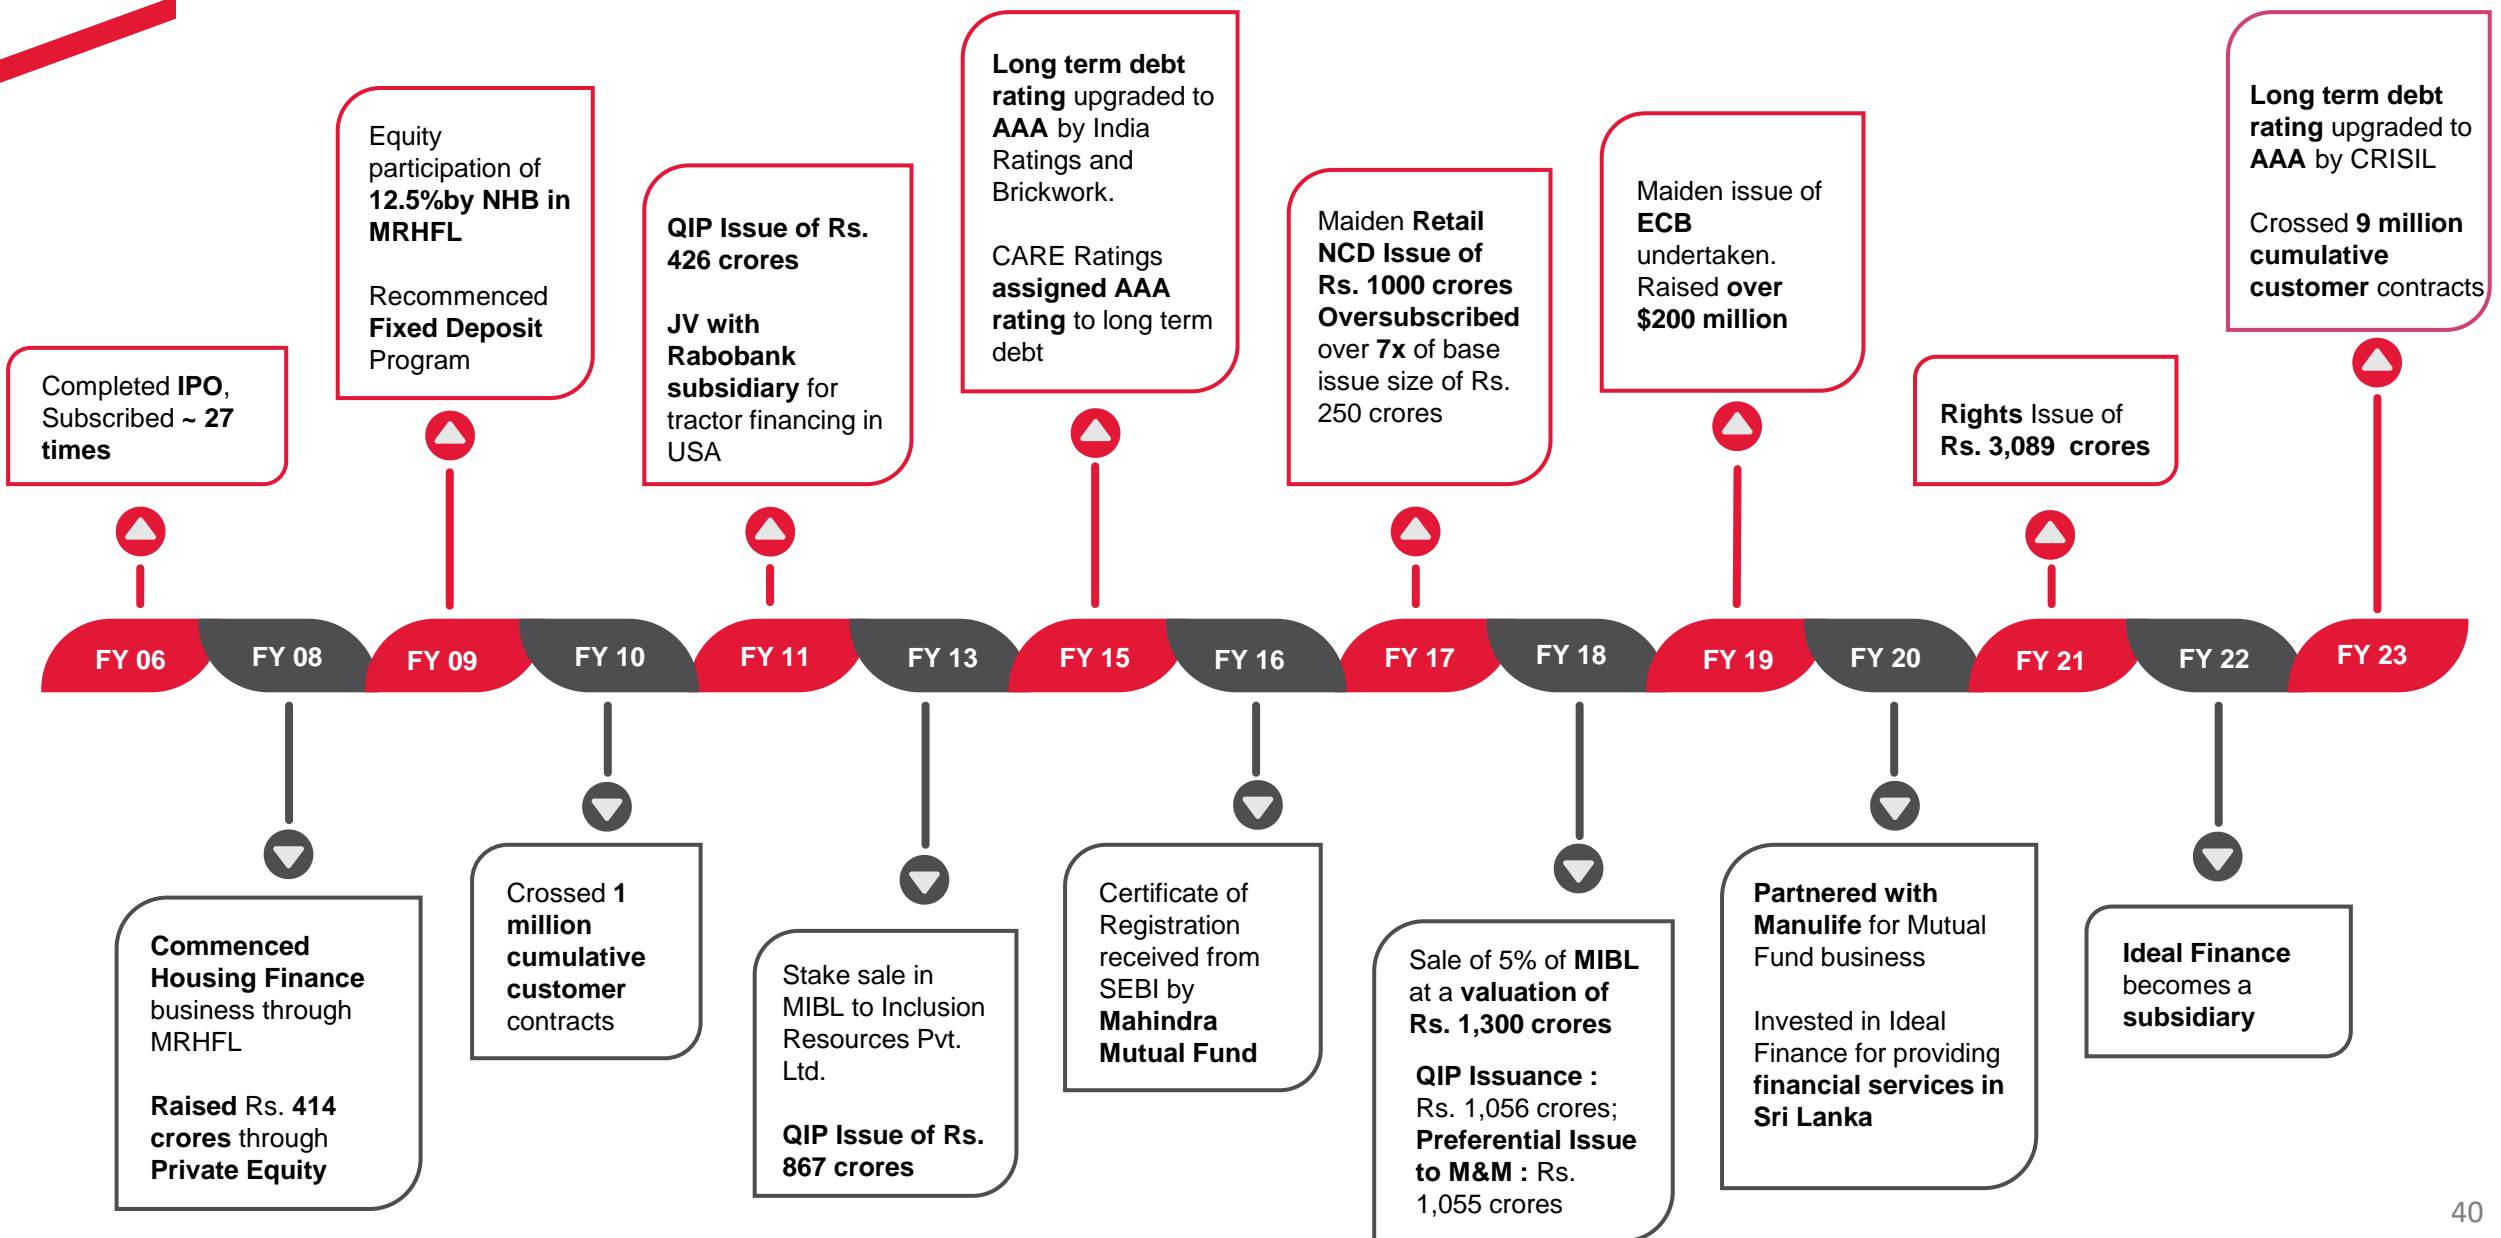 Completed IPO,
Subscribed ~ 27
times
Equity
participation of
12.5%by NHB in
MRHFL
Recommenced
Fixed Deposit
Program
QIP Issue of Rs.
426 crores
JV with
Rabobank
subsidiary for
tractor financing in
USA
Long term debt
rating upgraded to
AAA by India
Ratings and
Brickwork.
CARE Ratings
assigned AAA
rating to long term
debt
Maiden Retail
NCD Issue of
Rs. 1000 crores
Oversubscribed
over 7x of base
issue size of Rs.
250 crores
Maiden issue of
ECB
undertaken.
Raised over
$200 million
Rights Issue of
Rs. 3,089 crores
Long term debt
rating upgraded to
AAA by CRISIL
Crossed 9 million
cumulative
customer contracts
FY 06
FY 08
FY 09
FY 10
FY 11
FY 13
FY 15
FY 16
FY 17
FY 18
FY 19
FY 20
FY 21
FY 22
FY 23
Commenced
Housing Finance
business through
MRHFL
Raised Rs. 414
crores through
Private Equity
Crossed 1
million
cumulative
customer
contracts
Stake sale in
MIBL to Inclusion
Resources Pvt.
Ltd.
QIP Issue of Rs.
867 crores
Certificate of
Registration
received from
SEBI by
Mahindra
Mutual Fund
Sale of 5% of MIBL
at a valuation of
Rs. 1,300 crores
QIP Issuance :
Rs. 1,056 crores;
Preferential Issue
to M&M : Rs.
1,055 crores
Partnered with
Manulife for Mutual
Fund business
Invested in Ideal
Finance for providing
financial services in
Sri Lanka
Ideal Finance
becomes a
subsidiary
40